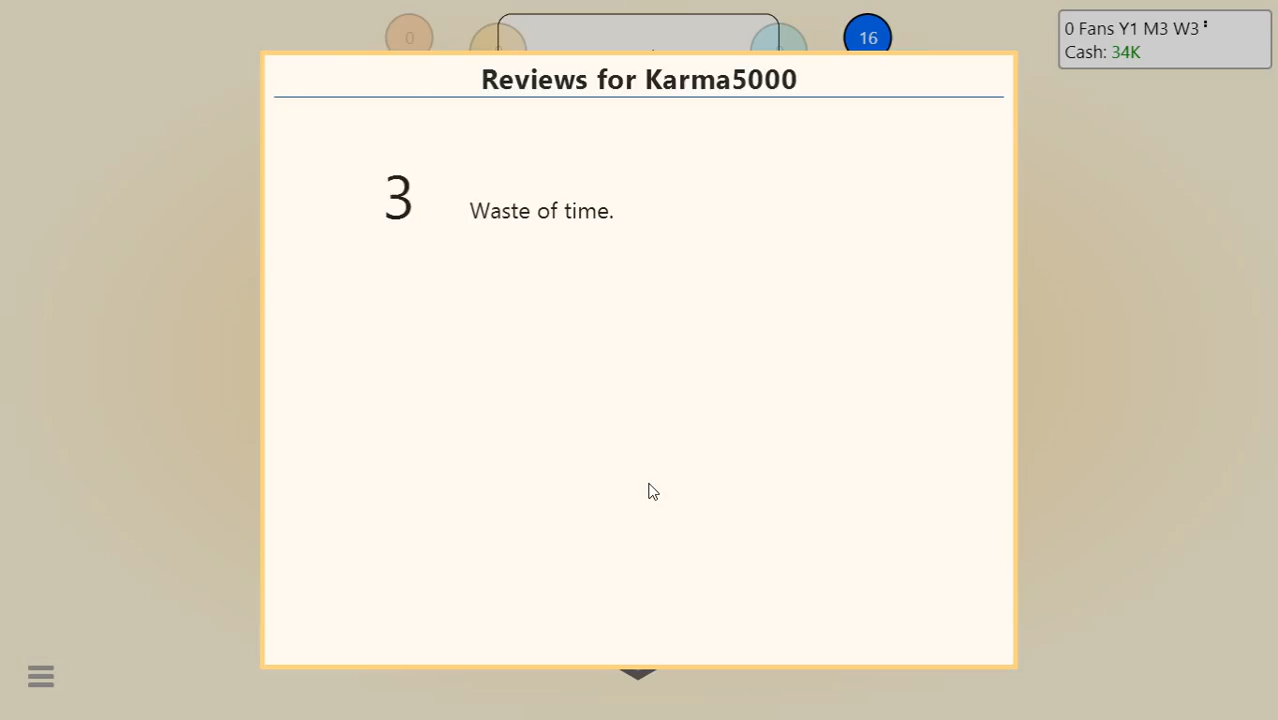 0
16
0 Fans Y1 M3 W3
Cash: 34K
Reviews for Karma5000
3
Waste of time.